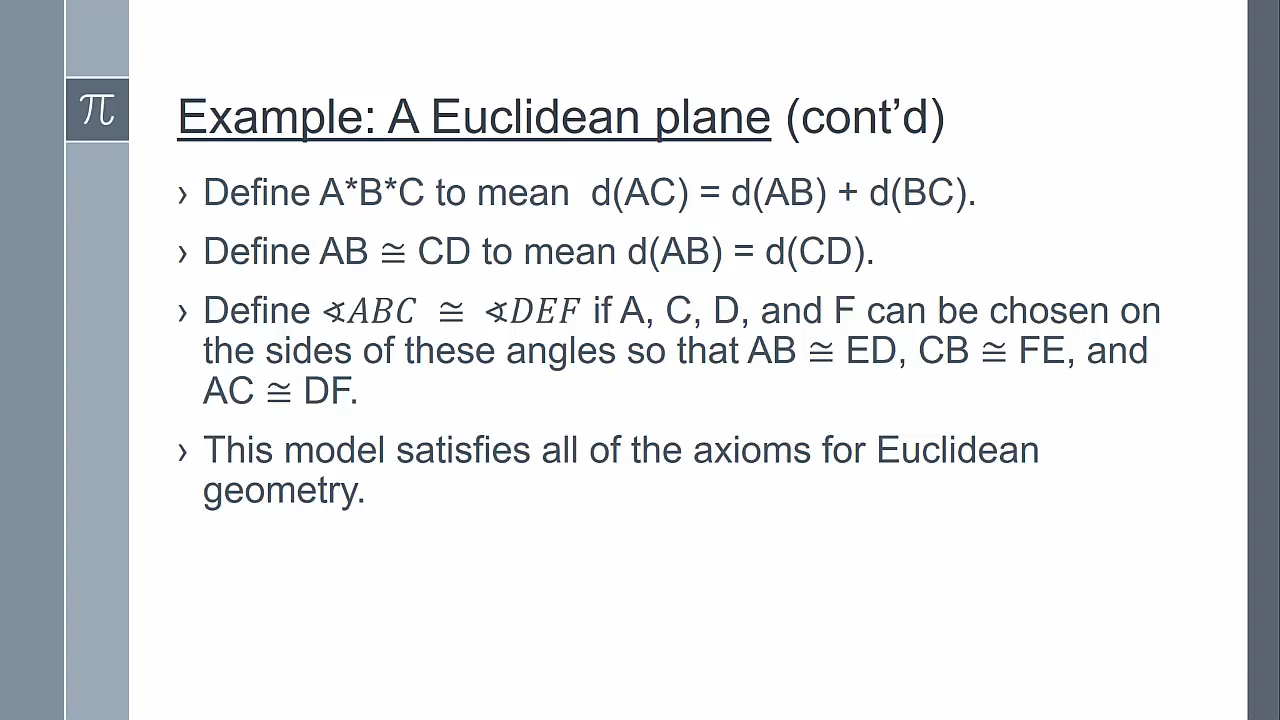 π
Example: A Euclidean plane (cont’d)
› Define A*B*C to mean d(AC) = d(AB) + d(BC).
› Define AB ≅ CD to mean d(AB) = d(CD).
› Define ∢ABC ≅ ∢DEF if A, C, D, and F can be chosen on
the sides of these angles so that AB ≅ ED, CB ≅ FE, and
AC ≅ DF.
› This model satisfies all of the axioms for Euclidean
geometry.